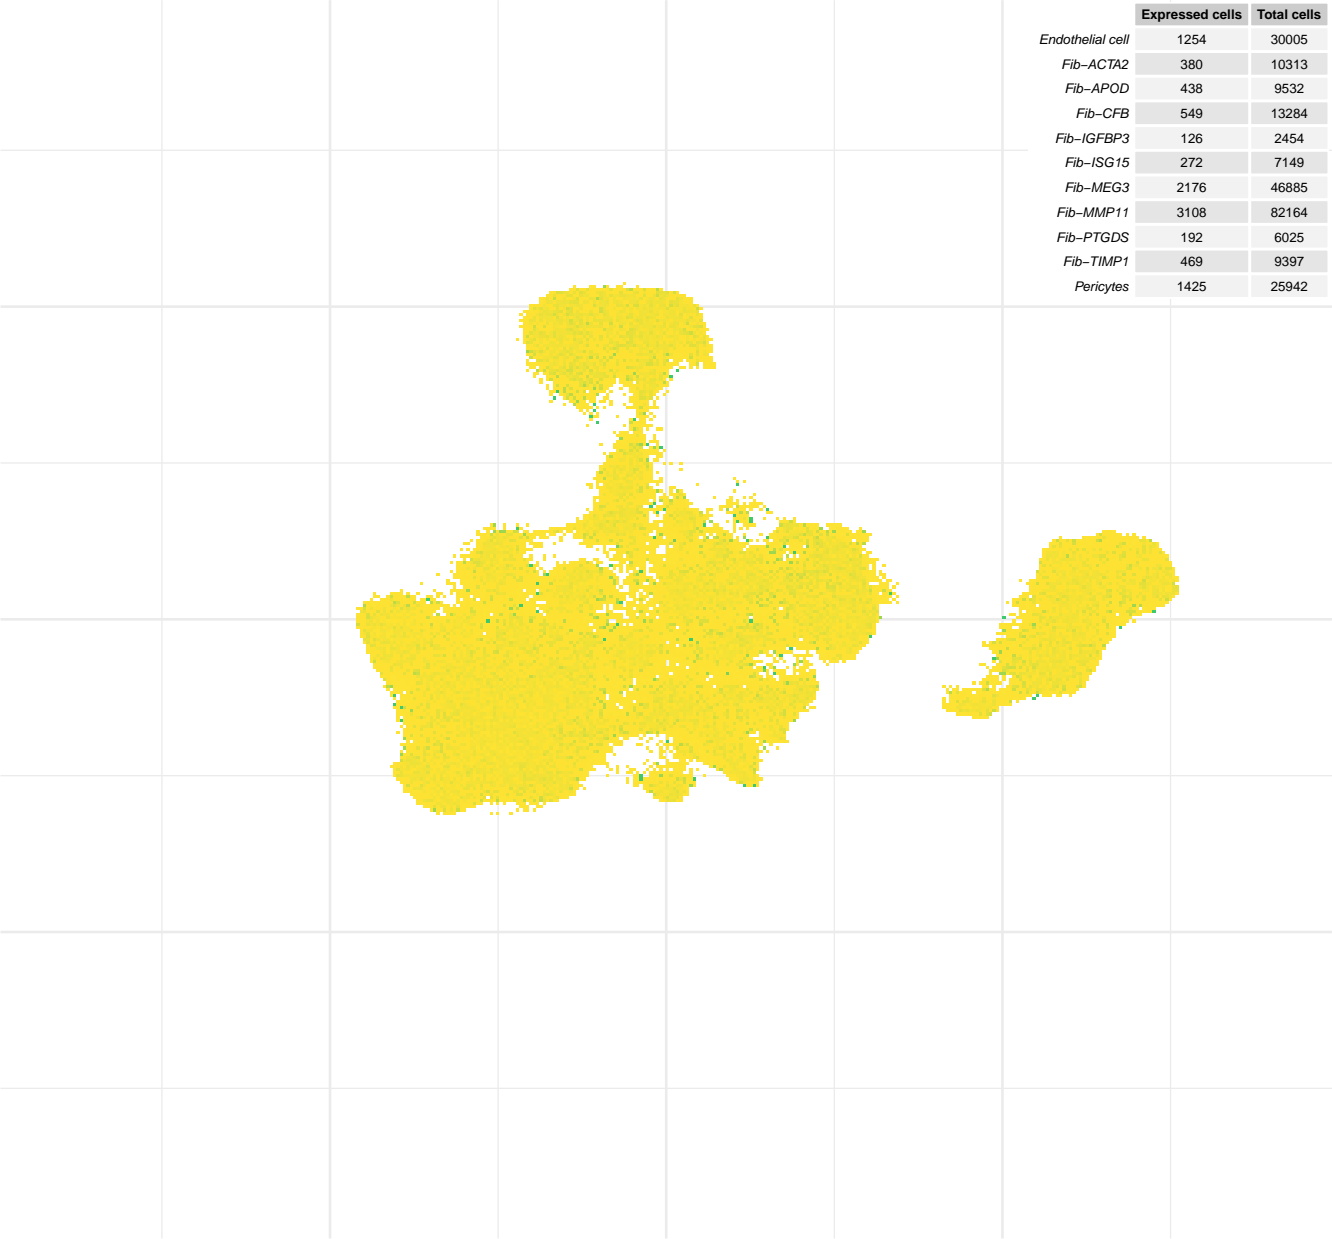 Expressed cells Total cells
Endothelial cell 1254 30005
Fib−ACTA2 380 10313
Fib−APOD 438 9532
Fib−CFB 549 13284
Fib−IGFBP3 126 2454
Fib−ISG15 272 7149
Fib−MEG3 2176 46885
Fib−MMP11 3108 82164
Fib−PTGDS 192 6025
Fib−TIMP1 469 9397
Pericytes 1425 25942